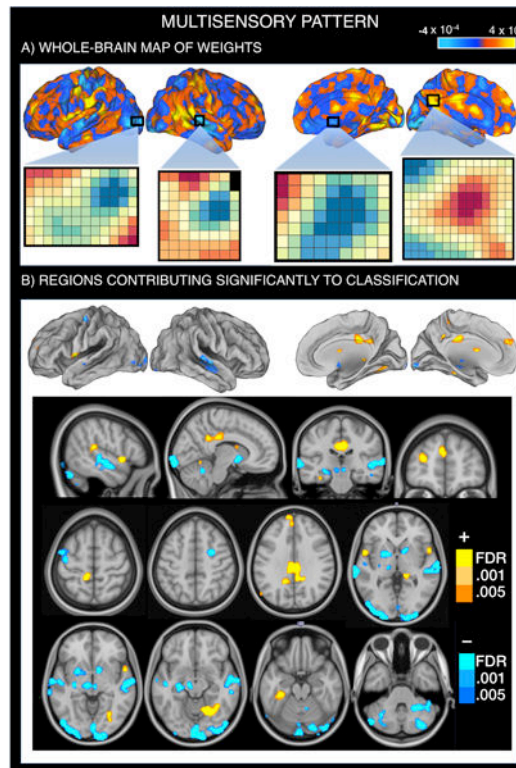 MULTISENSORY PATTERN
A) WHOLE-BRAIN MAP OF WEIGHTS
-4 x 10⁻⁴ 4 x 10
B) REGIONS CONTRIBUTING SIGNIFICANTLY TO CLASSIFICATION
+
FDR
.001
.005
−
FDR
.001
.005